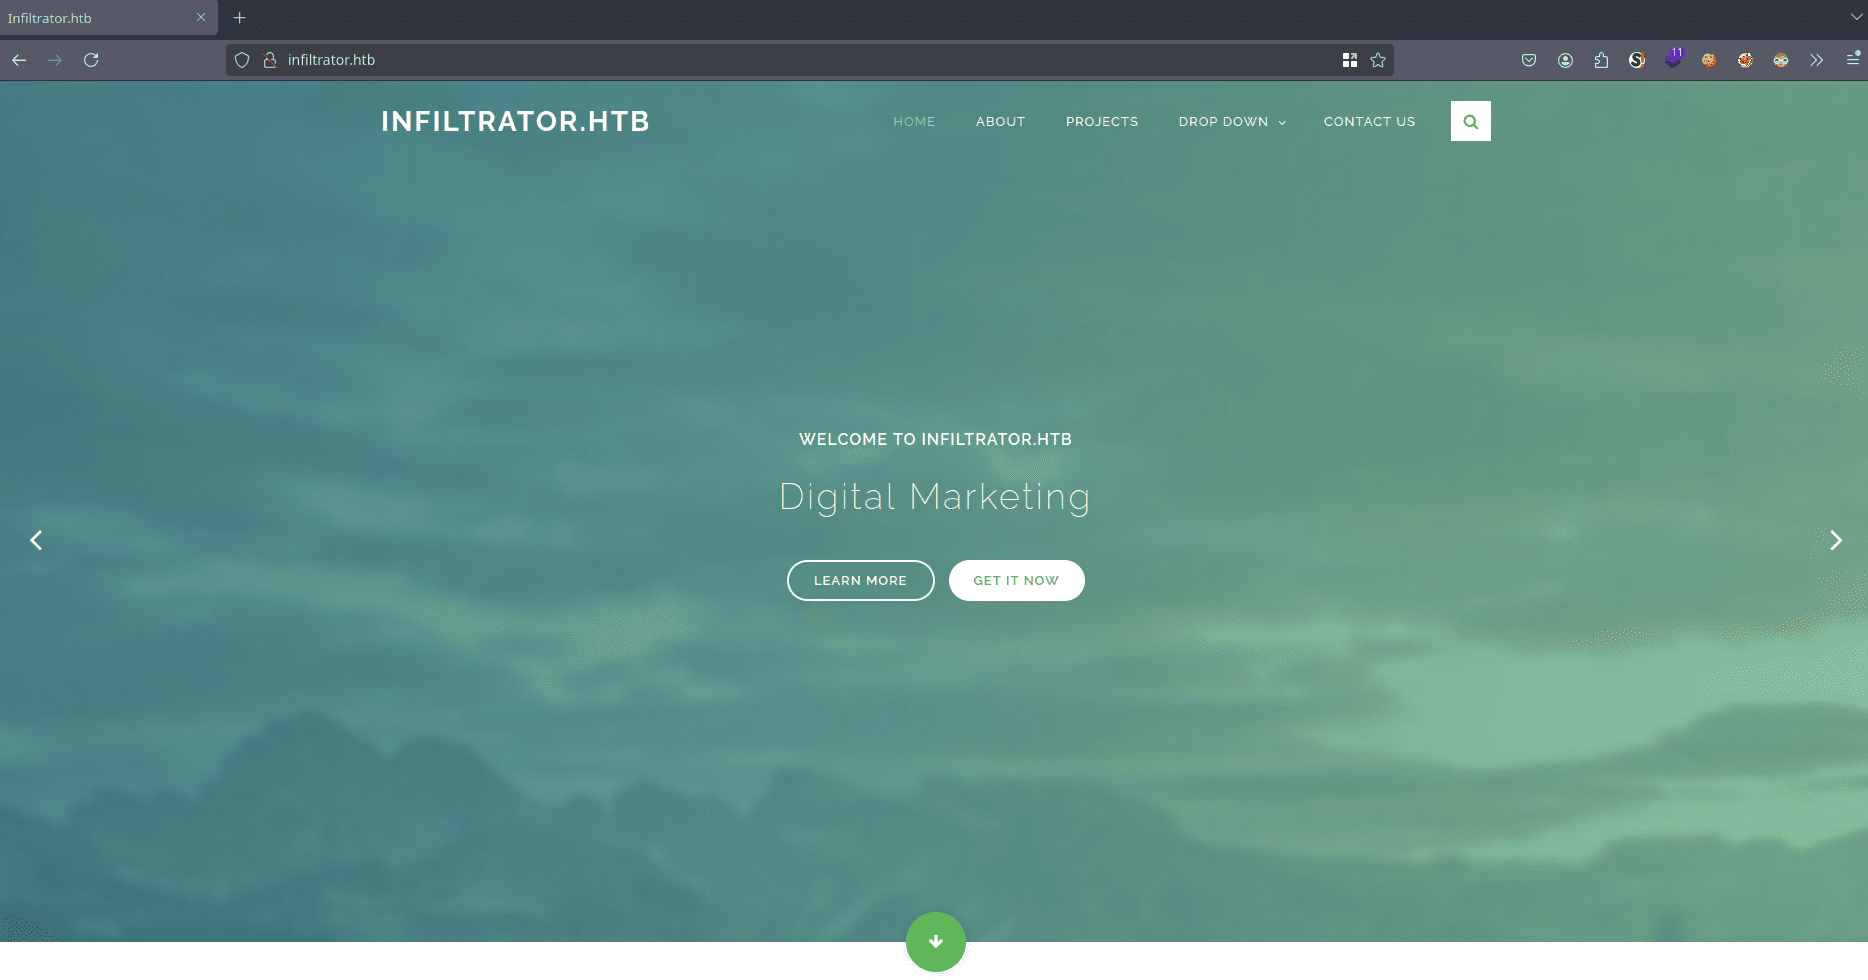 Infiltrator.htb
infiltrator.htb
11
INFILTRATOR.HTB
HOME ABOUT PROJECTS DROP DOWN CONTACT US
WELCOME TO INFILTRATOR.HTB
Digital Marketing
LEARN MORE GET IT NOW